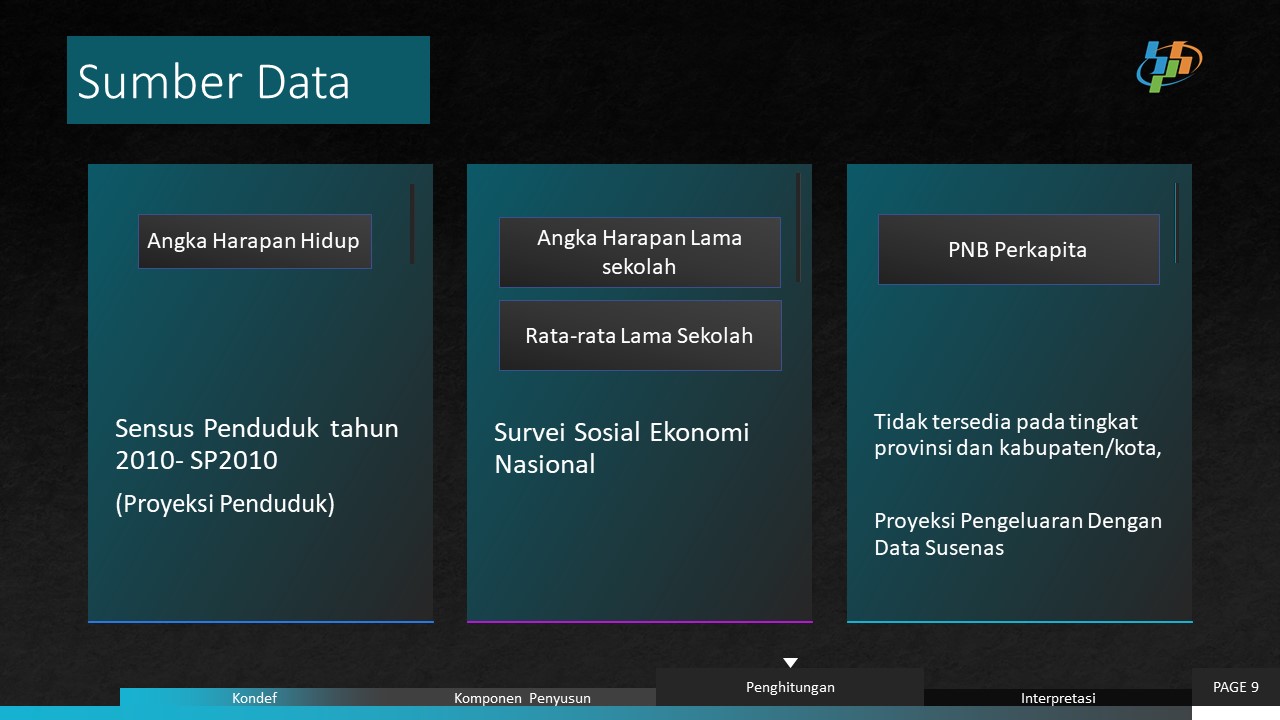 Sumber Data
Angka Harapan Hidup
Sensus Penduduk tahun
2010- SP2010
(Proyeksi Penduduk)
Angka Harapan Lama
sekolah
Rata-rata Lama Sekolah
Survei Sosial Ekonomi
Nasional
PNB Perkapita
Tidak tersedia pada tingkat
provinsi dan kabupaten/kota,
Proyeksi Pengeluaran Dengan
Data Susenas
Kondef
Komponen Penyusun
Penghitungan
Interpretasi
PAGE 9